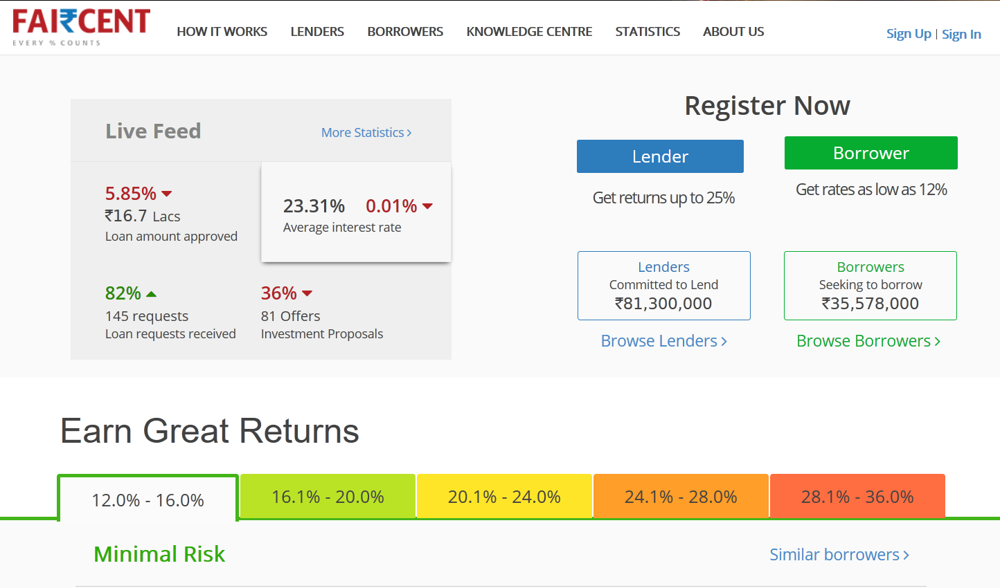 FAI₹CENT
EVERY % COUNTS
HOW IT WORKS LENDERS BORROWERS KNOWLEDGE CENTRE STATISTICS ABOUT US
Sign Up | Sign In
Live Feed
More Statistics >
5.85%
₹16.7 Lacs
Loan amount approved
23.31% 0.01%
Average interest rate
82%
145 requests
Loan requests received
36%
81 Offers
Investment Proposals
Register Now
Lender
Get returns up to 25%
Borrower
Get rates as low as 12%
Lenders
Committed to Lend
₹81,300,000
Browse Lenders >
Borrowers
Seeking to borrow
₹35,578,000
Browse Borrowers >
Earn Great Returns
12.0% - 16.0%
16.1% - 20.0%
20.1% - 24.0%
24.1% - 28.0%
28.1% - 36.0%
Minimal Risk
Similar borrowers >